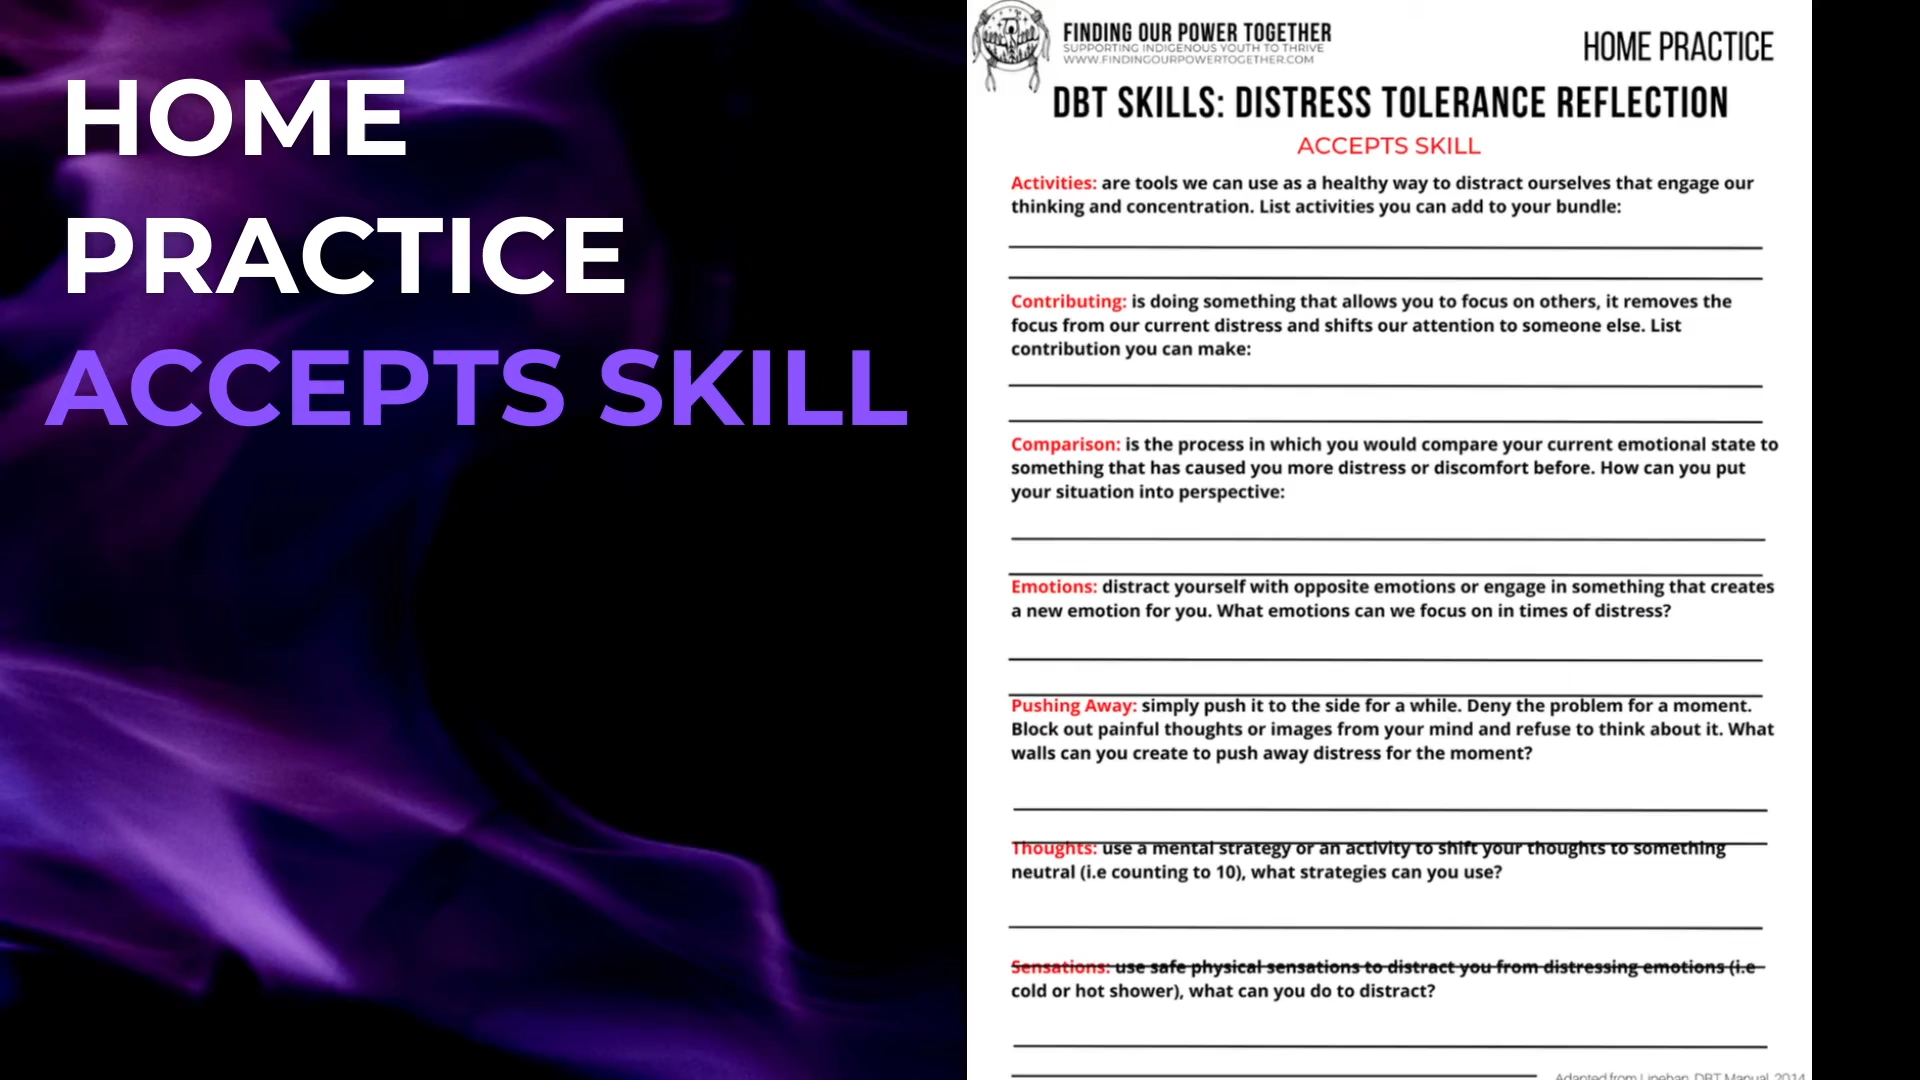 HOME
PRACTICE
ACCEPTS SKILL
FINDING OUR POWER TOGETHER
SUPPORTING INDIGENOUS YOUTH TO THRIVE
WWW.FINDINGOURPOWERTOGETHER.COM
HOME PRACTICE
DBT SKILLS: DISTRESS TOLERANCE REFLECTION
ACCEPTS SKILL
Activities: are tools we can use as a healthy way to distract ourselves that engage our
thinking and concentration. List activities you can add to your bundle:
Contributing: is doing something that allows you to focus on others, it removes the
focus from our current distress and shifts our attention to someone else. List
contribution you can make:
Comparison: is the process in which you would compare your current emotional state to
something that has caused you more distress or discomfort before. How can you put
your situation into perspective:
Emotions: distract yourself with opposite emotions or engage in something that creates
a new emotion for you. What emotions can we focus on in times of distress?
Pushing Away: simply push it to the side for a while. Deny the problem for a moment.
Block out painful thoughts or images from your mind and refuse to think about it. What
walls can you create to push away distress for the moment?
Thoughts: use a mental strategy or an activity to shift your thoughts to something
neutral (i.e counting to 10), what strategies can you use?
Sensations: use safe physical sensations to distract you from distressing emotions (i.e
cold or hot shower), what can you do to distract?
Adapted from Linehan, DBT Manual, 2014